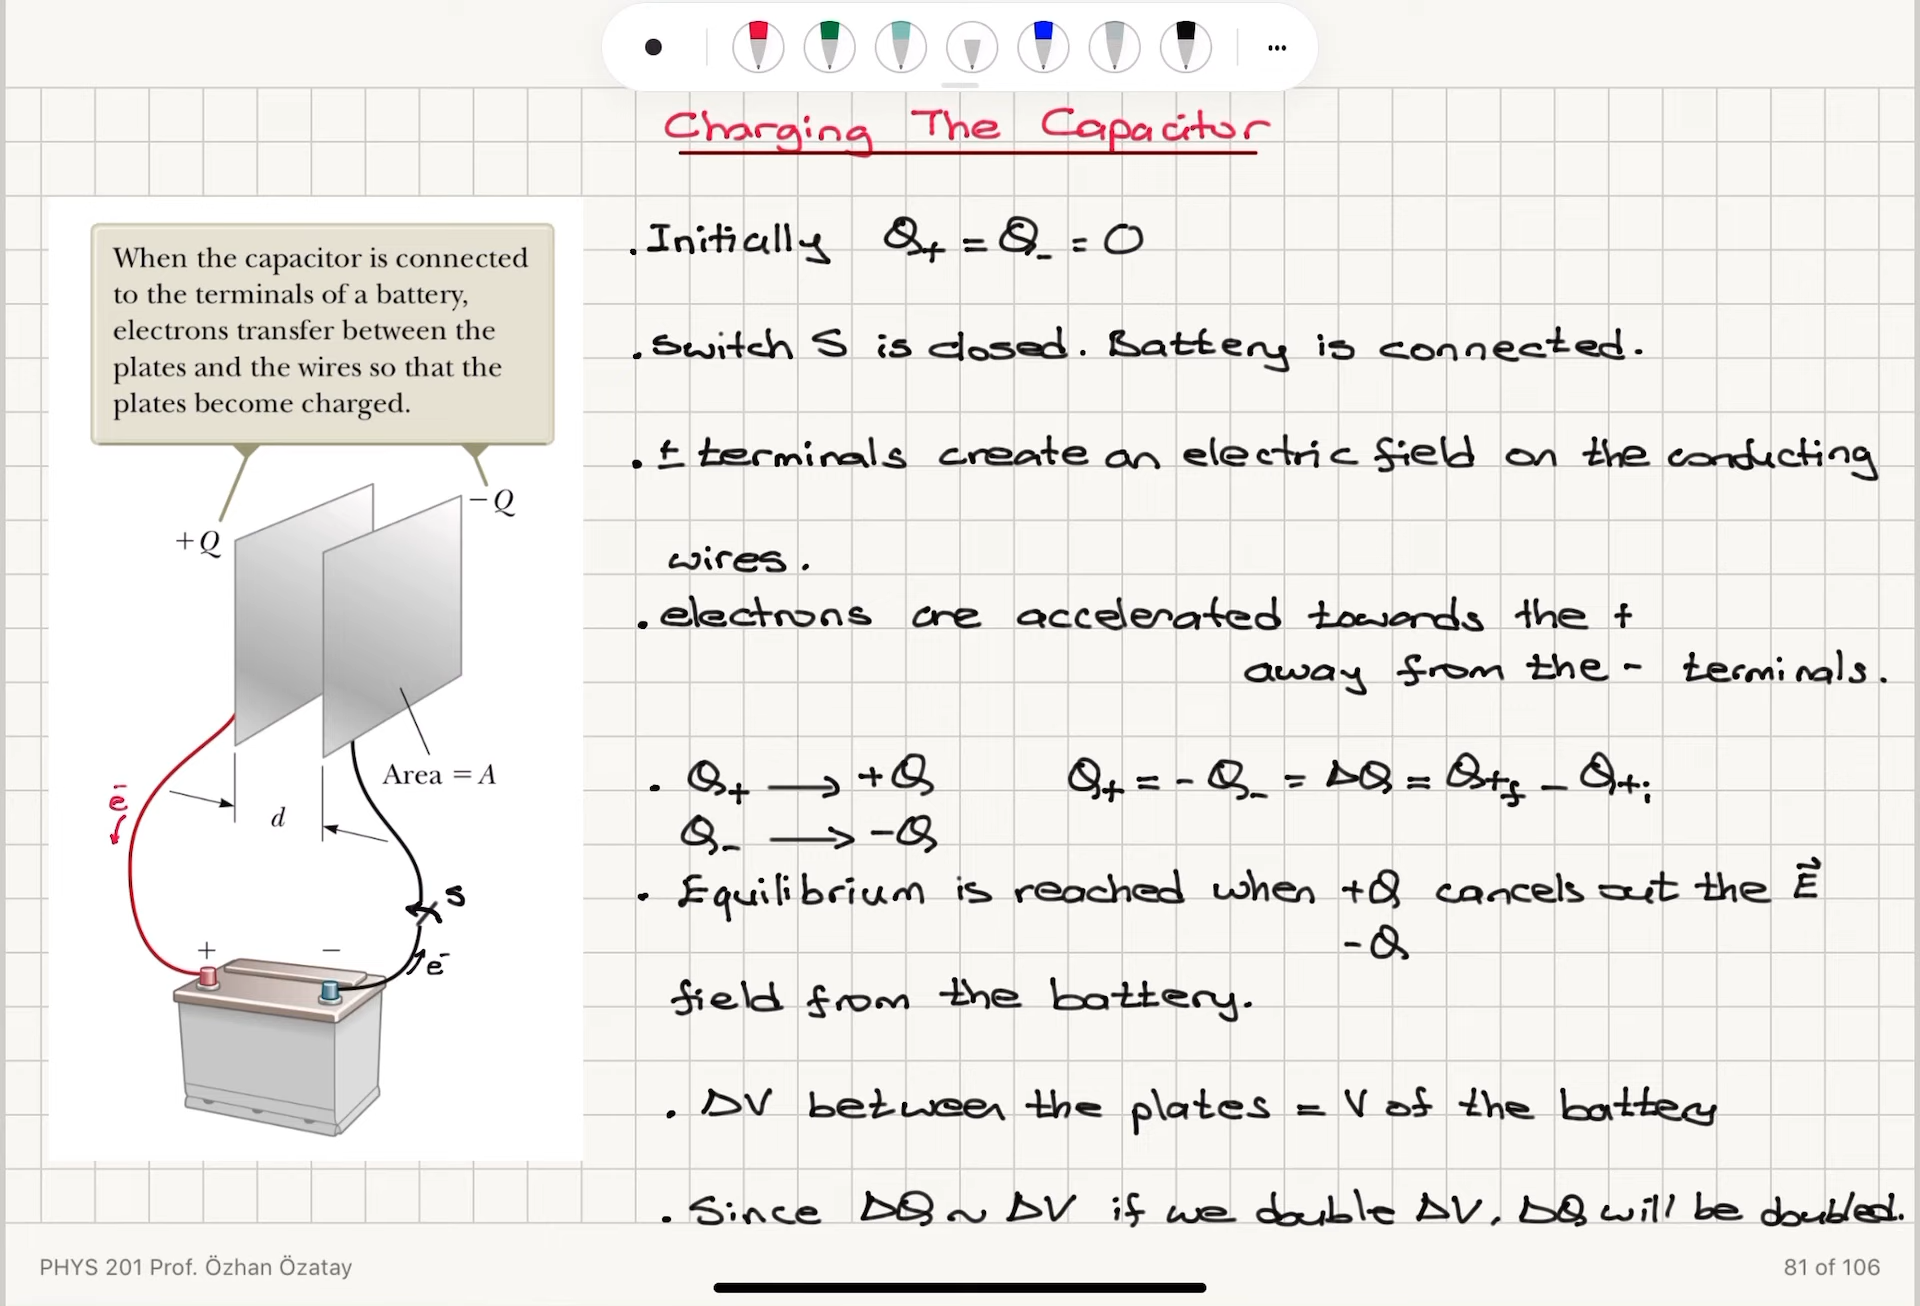 ...
Charging The Capacitor
When the capacitor is connected
to the terminals of a battery,
electrons transfer between the
plates and the wires so that the
plates become charged.
+Q
−Q
Area = A
d
e⁻
S
+
−
e⁻
. Initially Q₊ = Q₋ = 0
. Switch S is closed. Battery is connected.
. ± terminals create an electric field on the conducting
wires.
. electrons are accelerated towards the +
away from the - terminals.
. Q₊ ⟶ +Q Q₊ = - Q₋ = ΔQ = Q₊f − Q₊i
Q₋ ⟶ −Q
. Equilibrium is reached when +Q cancels out the E⃗
−Q
field from the battery.
. ΔV between the plates = V of the battery
. Since ΔQ ~ ΔV if we double ΔV, ΔQ will be doubled.
PHYS 201 Prof. Özhan Özatay
81 of 106